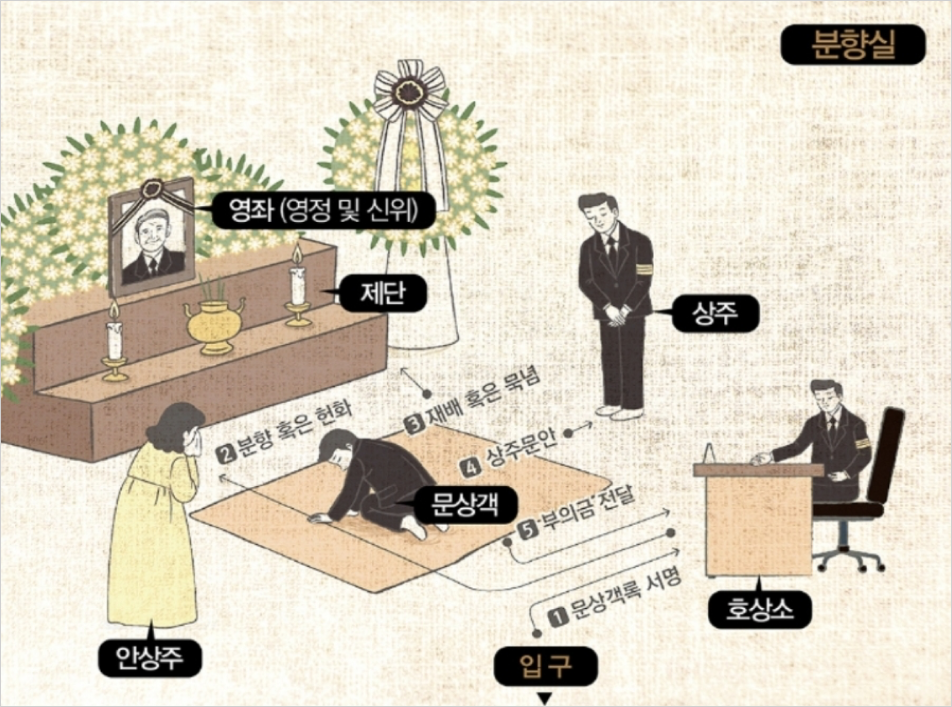 분향실
영좌 (영정 및 신위)
제단
상주
3 재배 혹은 묵념
2 분향 혹은 헌화
4 상주문안
문상객
5 부의금 전달
1 문상객록 서명
호상소
안상주
입구